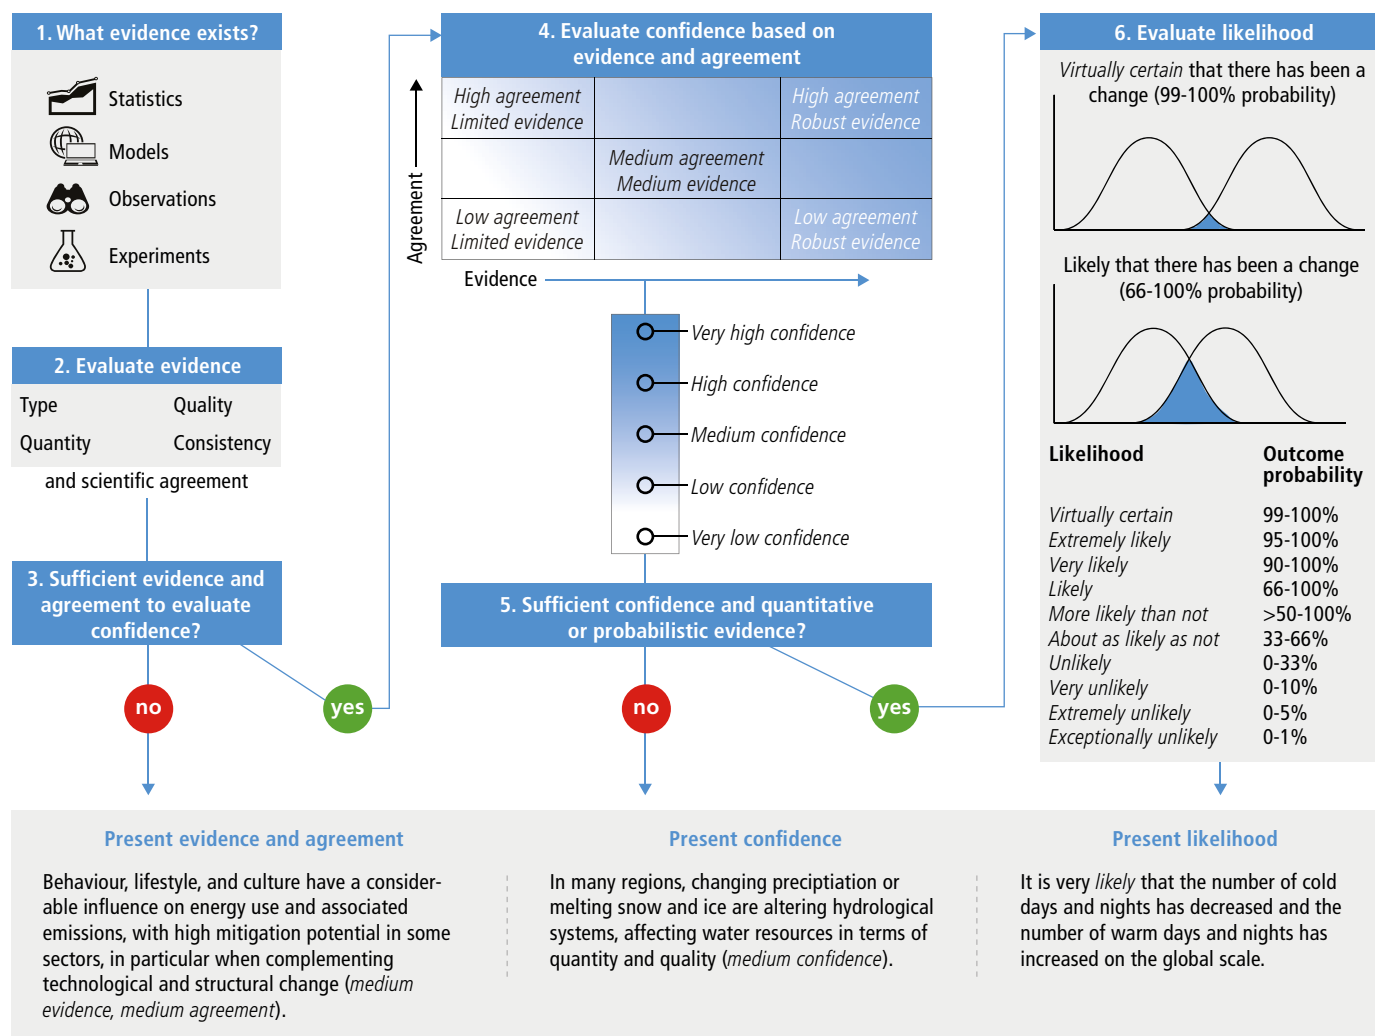 1. What evidence exists?
Statistics
Models
Observations
Experiments
2. Evaluate evidence
Type Quality
Quantity Consistency
and scientific agreement
3. Sufficient evidence and
agreement to evaluate
confidence?
no
yes
4. Evaluate confidence based on
evidence and agreement
Agreement
High agreement
Limited evidence
High agreement
Robust evidence
Medium agreement
Medium evidence
Low agreement
Limited evidence
Low agreement
Robust evidence
Evidence
Very high confidence
High confidence
Medium confidence
Low confidence
Very low confidence
5. Sufficient confidence and quantitative
or probabilistic evidence?
no
yes
6. Evaluate likelihood
Virtually certain that there has been a
change (99-100% probability)
Likely that there has been a change
(66-100% probability)
Likelihood Outcome
probability
Virtually certain 99-100%
Extremely likely 95-100%
Very likely 90-100%
Likely 66-100%
More likely than not >50-100%
About as likely as not 33-66%
Unlikely 0-33%
Very unlikely 0-10%
Extremely unlikely 0-5%
Exceptionally unlikely 0-1%
Present evidence and agreement
Behaviour, lifestyle, and culture have a consider-
able influence on energy use and associated
emissions, with high mitigation potential in some
sectors, in particular when complementing
technological and structural change (medium
evidence, medium agreement).
Present confidence
In many regions, changing preciptiation or
melting snow and ice are altering hydrological
systems, affecting water resources in terms of
quantity and quality (medium confidence).
Present likelihood
It is very likely that the number of cold
days and nights has decreased and the
number of warm days and nights has
increased on the global scale.